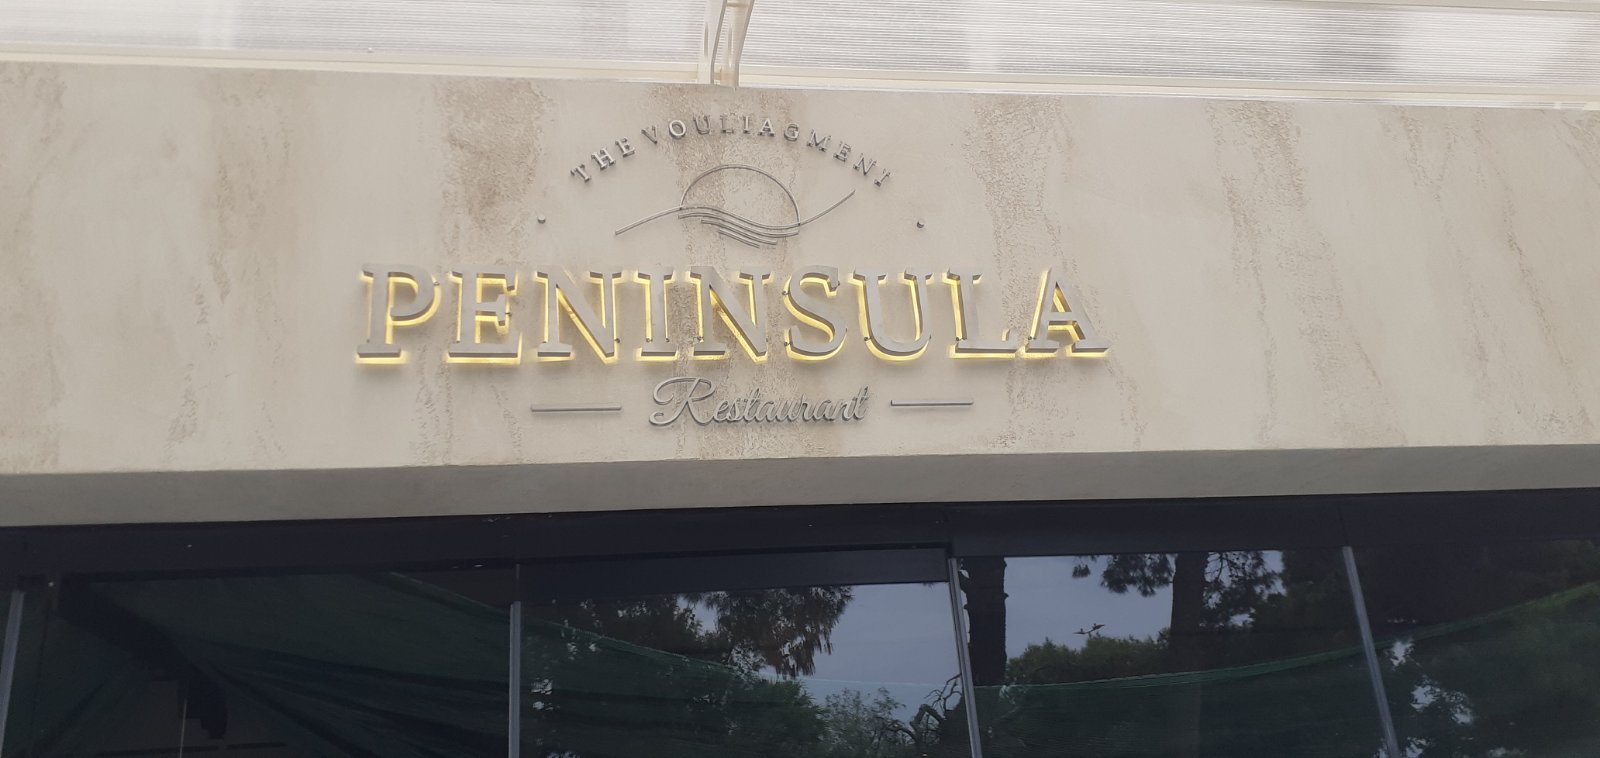 THE VOULIAGMENI
PENINSULA
Restaurant